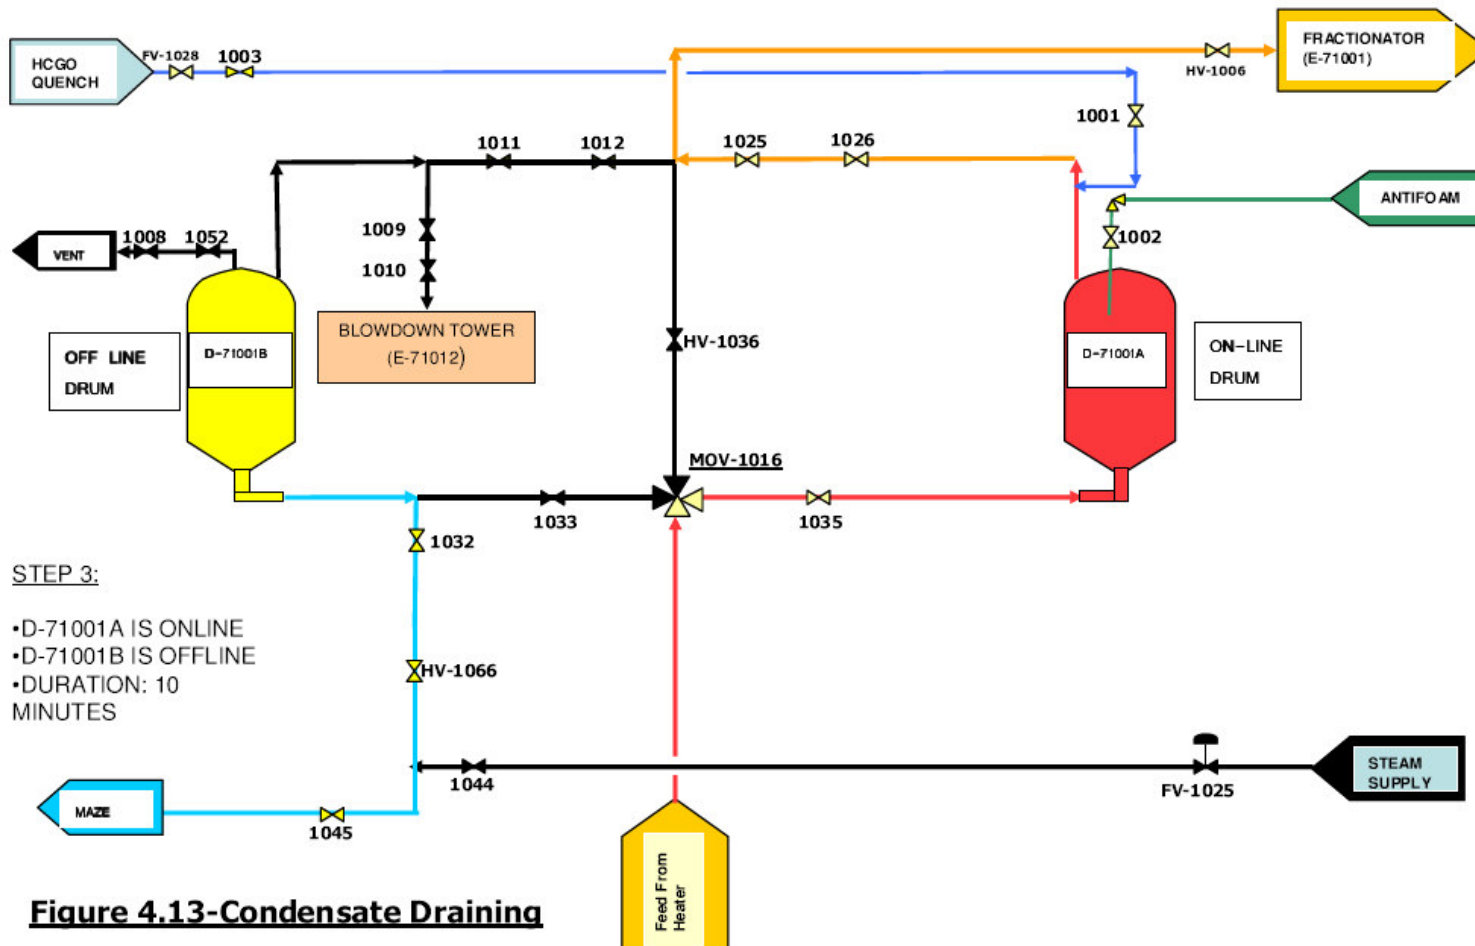 HCGO
QUENCH
FV-1028
1003
HV-1006
FRACTIONATOR
(E-71001)
1001
1011
1012
1025
1026
ANTIFOAM
1002
1009
1010
VENT
1008
1052
BLOWDOWN TOWER
(E-71012)
HV-1036
OFF LINE
DRUM
D-71001B
D-71001A
ON-LINE
DRUM
MOV-1016
1033
1035
1032
STEP 3:
•D-71001A IS ONLINE
•D-71001B IS OFFLINE
•DURATION: 10
MINUTES
HV-1066
1044
FV-1025
STEAM
SUPPLY
MAZE
1045
Feed From
Heater
Figure 4.13-Condensate Draining